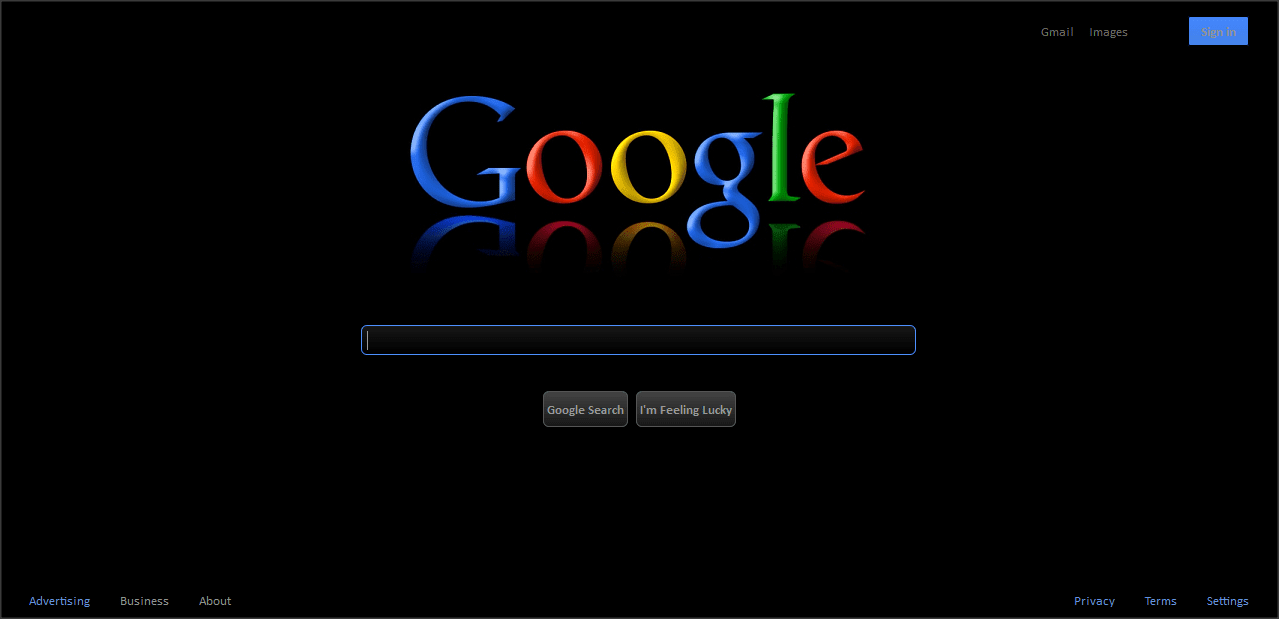 Gmail Images Sign in
Google
Google Search I'm Feeling Lucky
Advertising Business About Privacy Terms Settings